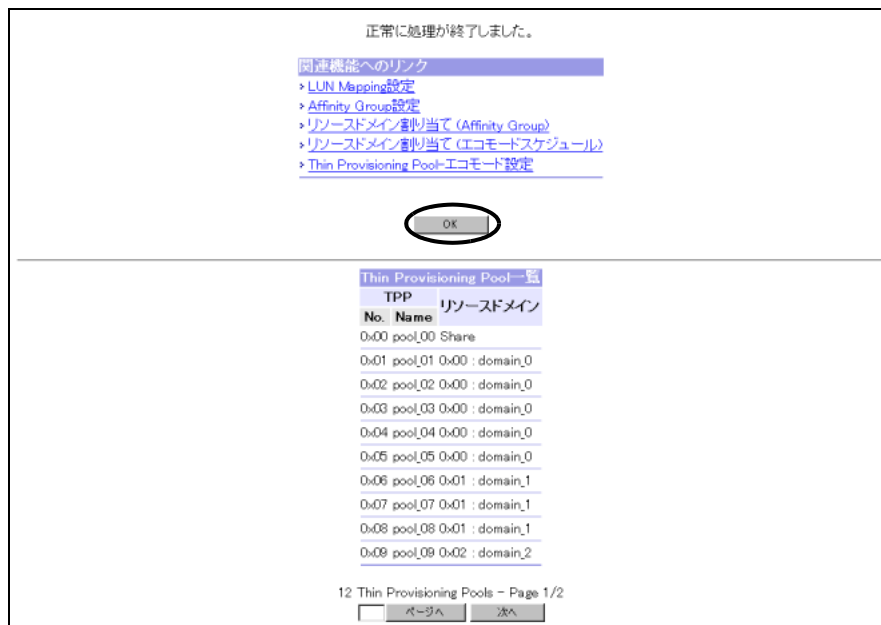 正常に処理が終了しました。
関連機能へのリンク
LUN Mapping設定
Affinity Group設定
リソースドメイン割り当て (Affinity Group)
リソースドメイン割り当て (エコモードスケジュール)
Thin Provisioning Pool-エコモード設定
OK
Thin Provisioning Pool一覧
TPP リソースドメイン
No. Name
0x00 pool_00 Share
0x01 pool_01 0x00 : domain_0
0x02 pool_02 0x00 : domain_0
0x03 pool_03 0x00 : domain_0
0x04 pool_04 0x00 : domain_0
0x05 pool_05 0x00 : domain_0
0x06 pool_06 0x01 : domain_1
0x07 pool_07 0x01 : domain_1
0x08 pool_08 0x01 : domain_1
0x09 pool_09 0x02 : domain_2
12 Thin Provisioning Pools - Page 1/2
ページへ 次へ